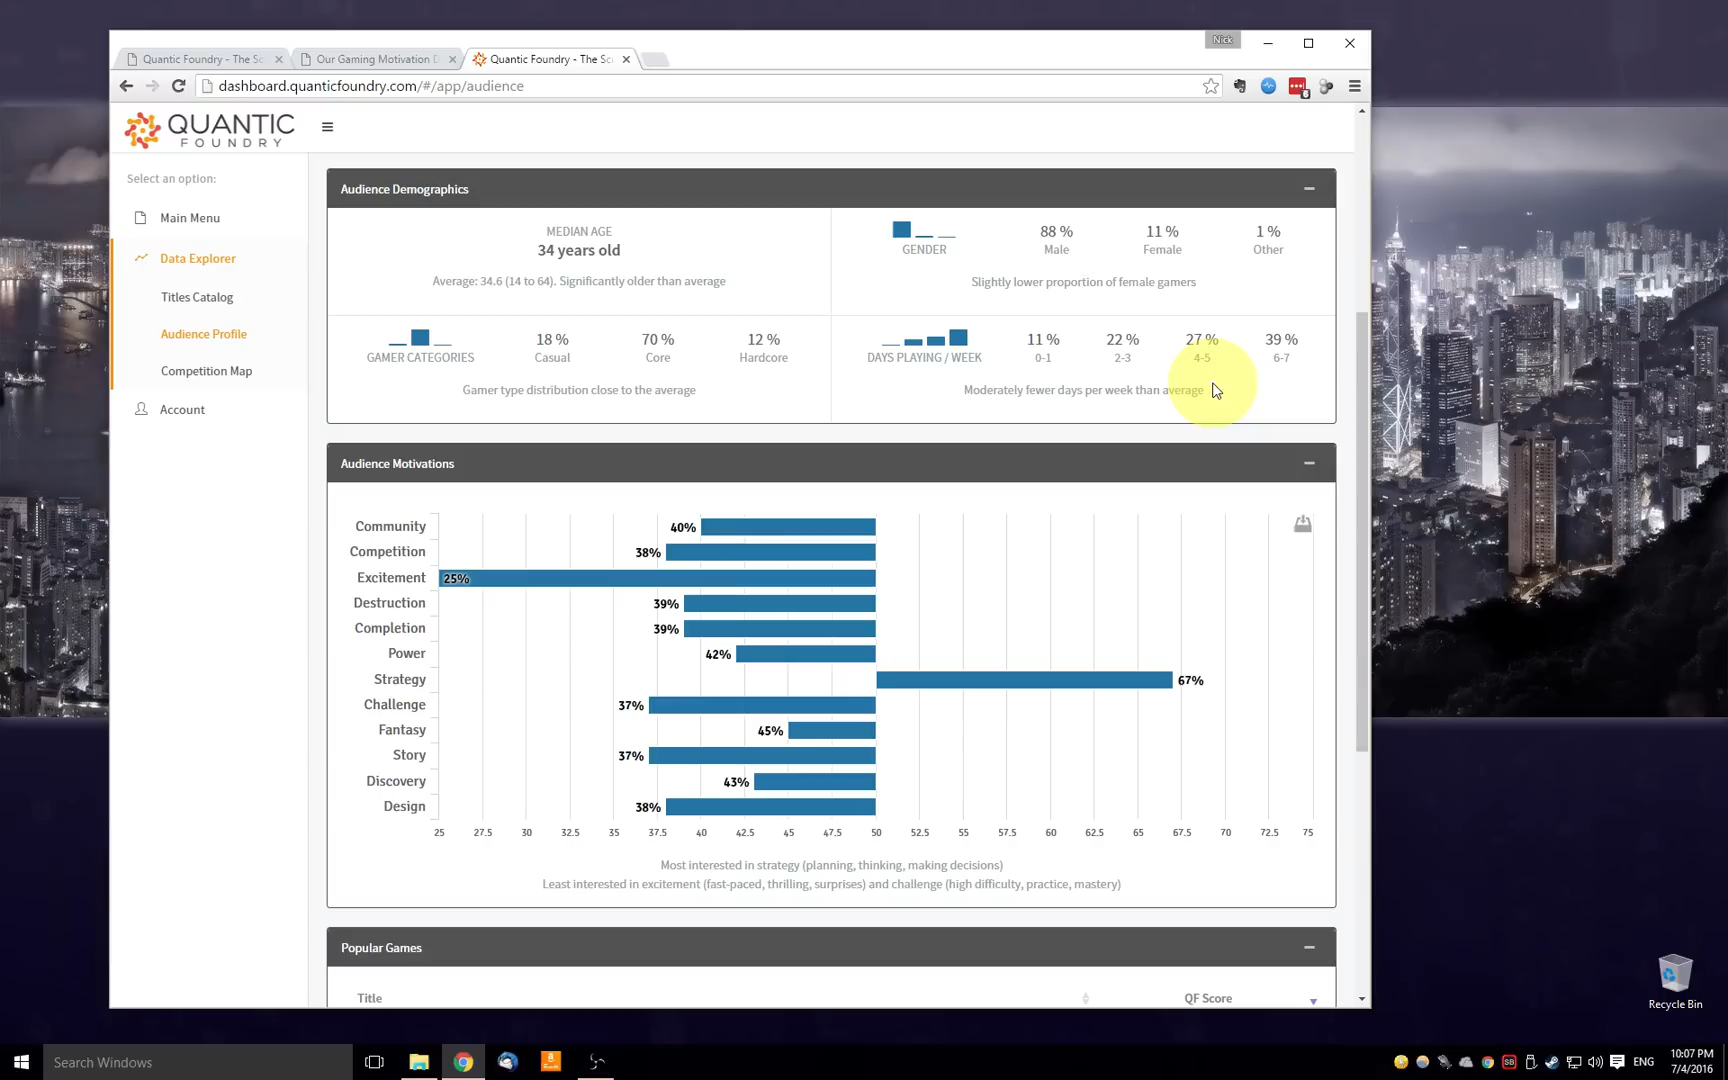 Nick
Quantic Foundry - The Sc
Our Gaming Motivation D
Quantic Foundry - The Sc
dashboard.quanticfoundry.com/#/app/audience
QUANTIC
FOUNDRY
Select an option:
Main Menu
Data Explorer
Titles Catalog
Audience Profile
Competition Map
Account
Audience Demographics
MEDIAN AGE
34 years old
Average: 34.6 (14 to 64). Significantly older than average
GENDER
88 % Male
11 % Female
1 % Other
Slightly lower proportion of female gamers
GAMER CATEGORIES
18 % Casual
70 % Core
12 % Hardcore
Gamer type distribution close to the average
DAYS PLAYING / WEEK
11 % 0-1
22 % 2-3
27 % 4-5
39 % 6-7
Moderately fewer days per week than average
Audience Motivations
Community 40%
Competition 38%
Excitement 25%
Destruction 39%
Completion 39%
Power 42%
Strategy 67%
Challenge 37%
Fantasy 45%
Story 37%
Discovery 43%
Design 38%
25 27.5 30 32.5 35 37.5 40 42.5 45 47.5 50 52.5 55 57.5 60 62.5 65 67.5 70 72.5 75
Most interested in strategy (planning, thinking, making decisions)
Least interested in excitement (fast-paced, thrilling, surprises) and challenge (high difficulty, practice, mastery)
Popular Games
Title QF Score
Recycle Bin
Search Windows
ENG
10:07 PM
7/4/2016